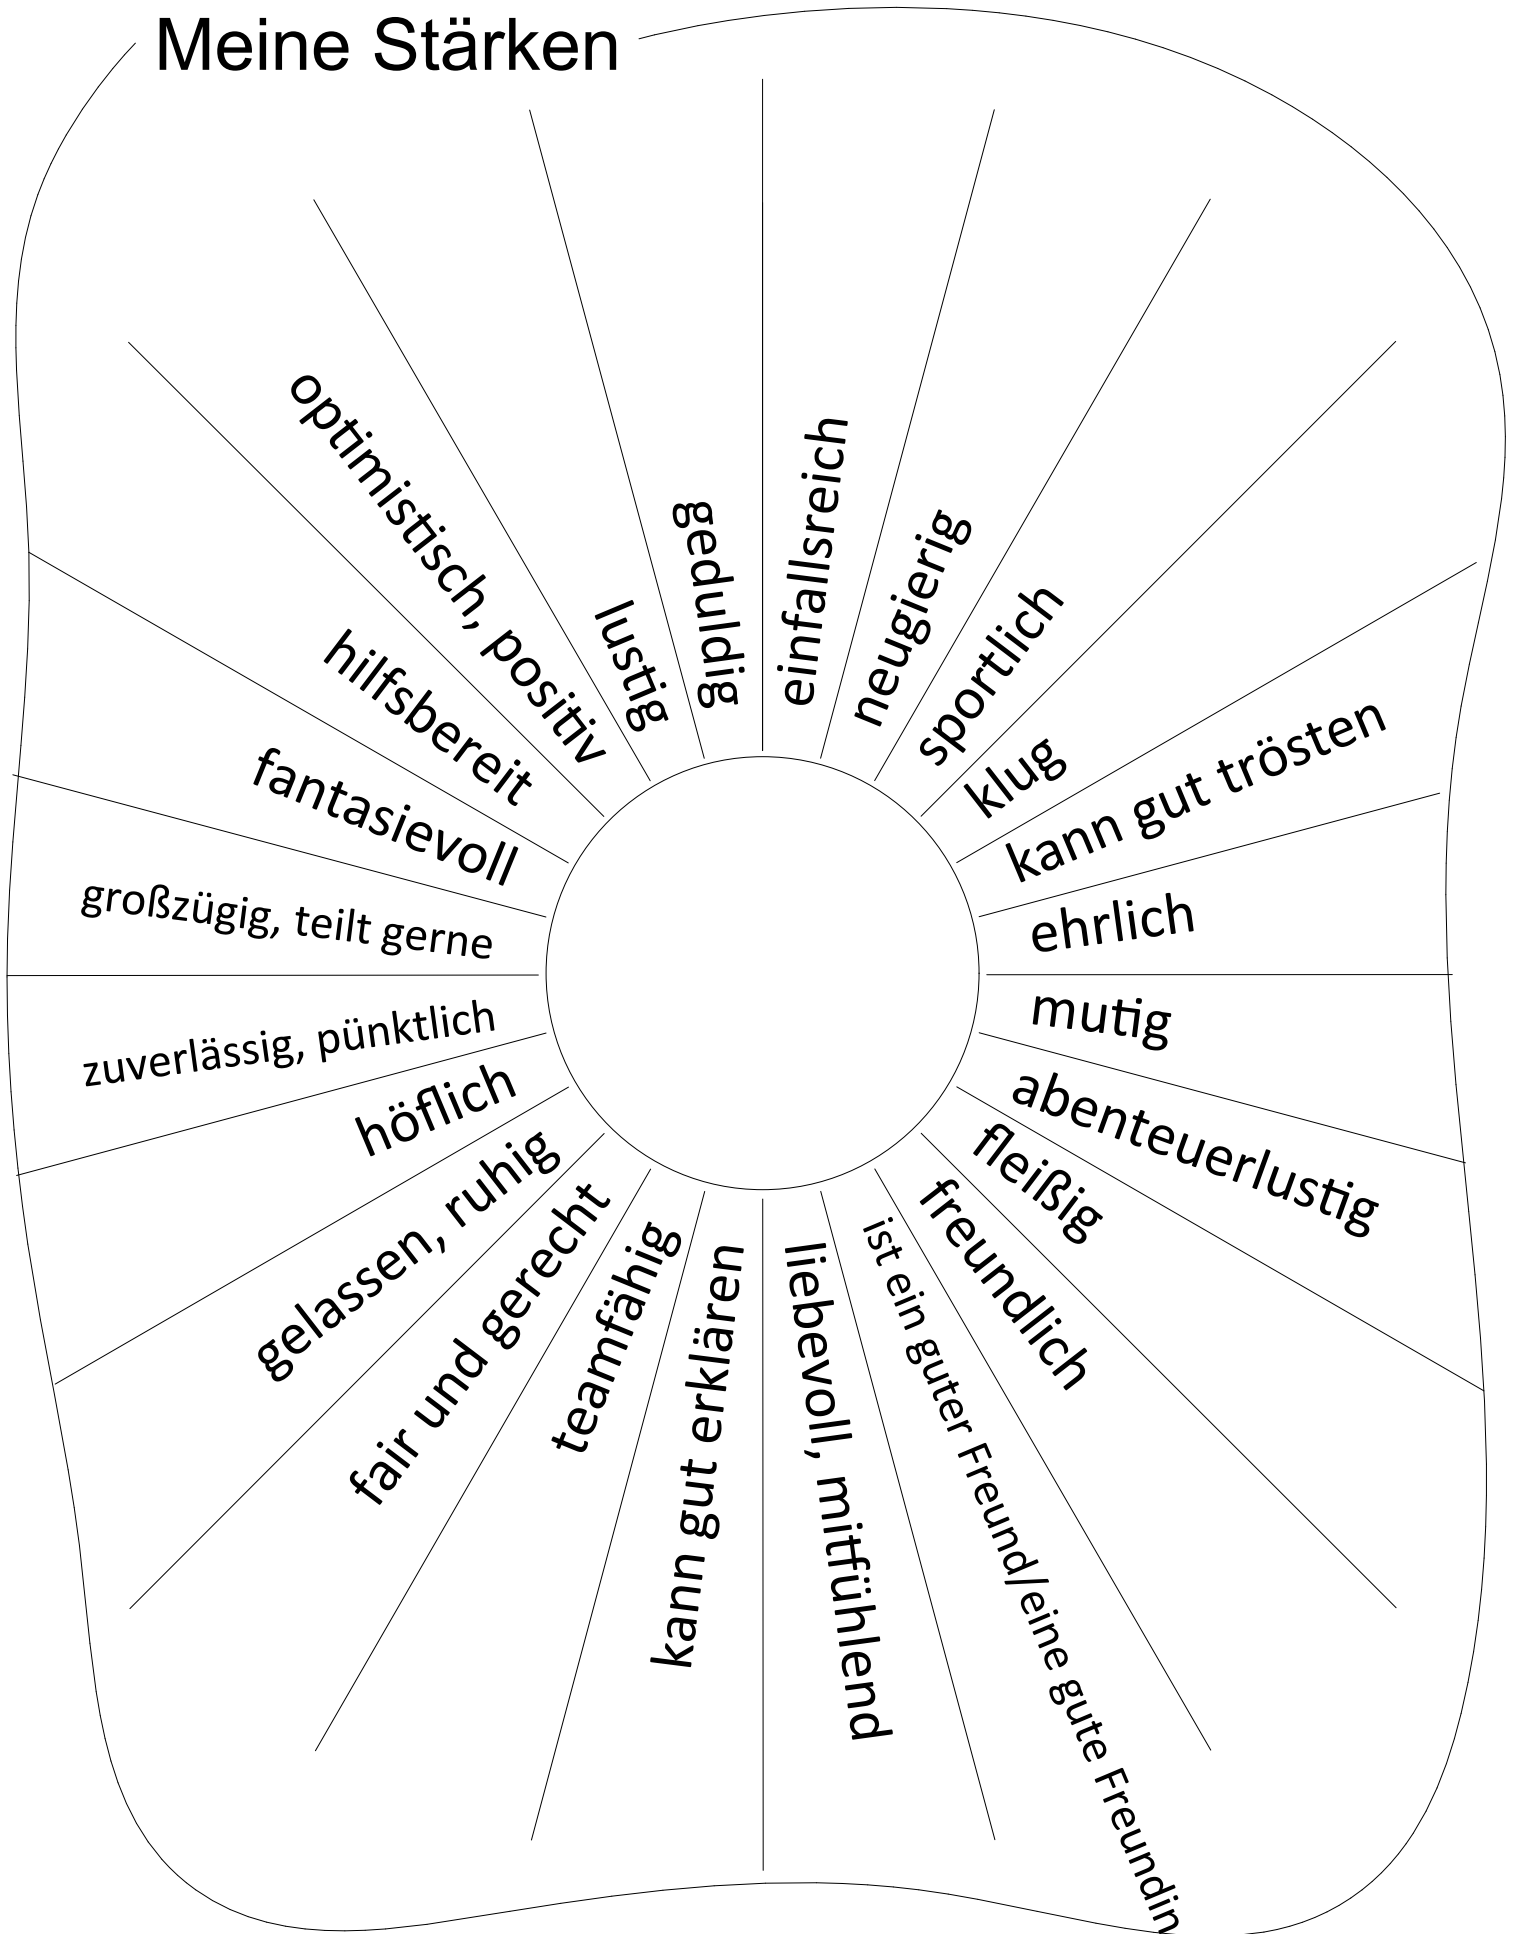 Meine Stärken
einfallsreich
neugierig
sportlich
klug
kann gut trösten
ehrlich
mutig
abenteuerlustig
fleißig
freundlich
ist ein guter Freund/eine gute Freundin
liebevoll, mitfühlend
kann gut erklären
teamfähig
fair und gerecht
gelassen, ruhig
höflich
zuverlässig, pünktlich
großzügig, teilt gerne
fantasievoll
hilfsbereit
optimistisch, positiv
lustig
geduldig